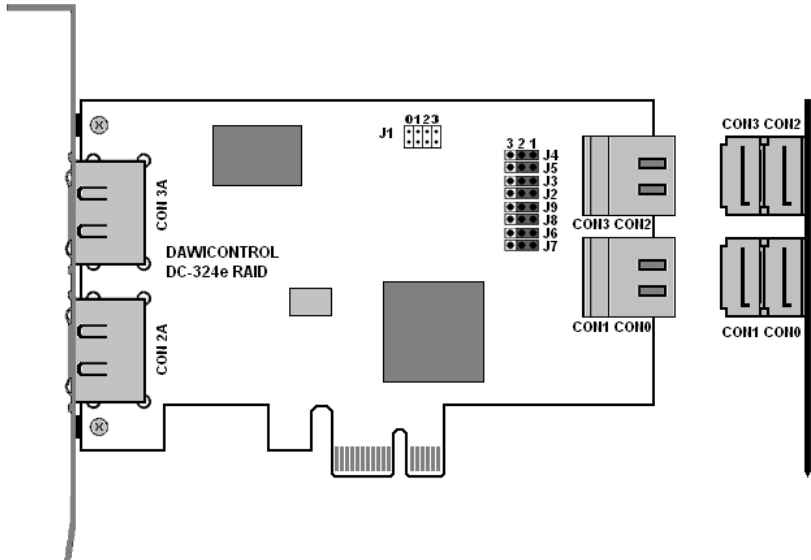 0123
J1
3 2 1
J4
J5
J3
J2
J9
J8
J6
J7
CON 3A
DAWICONTROL
DC-324e RAID
CON 2A
CON3 CON2
CON1 CON0
CON3 CON2
CON1 CON0